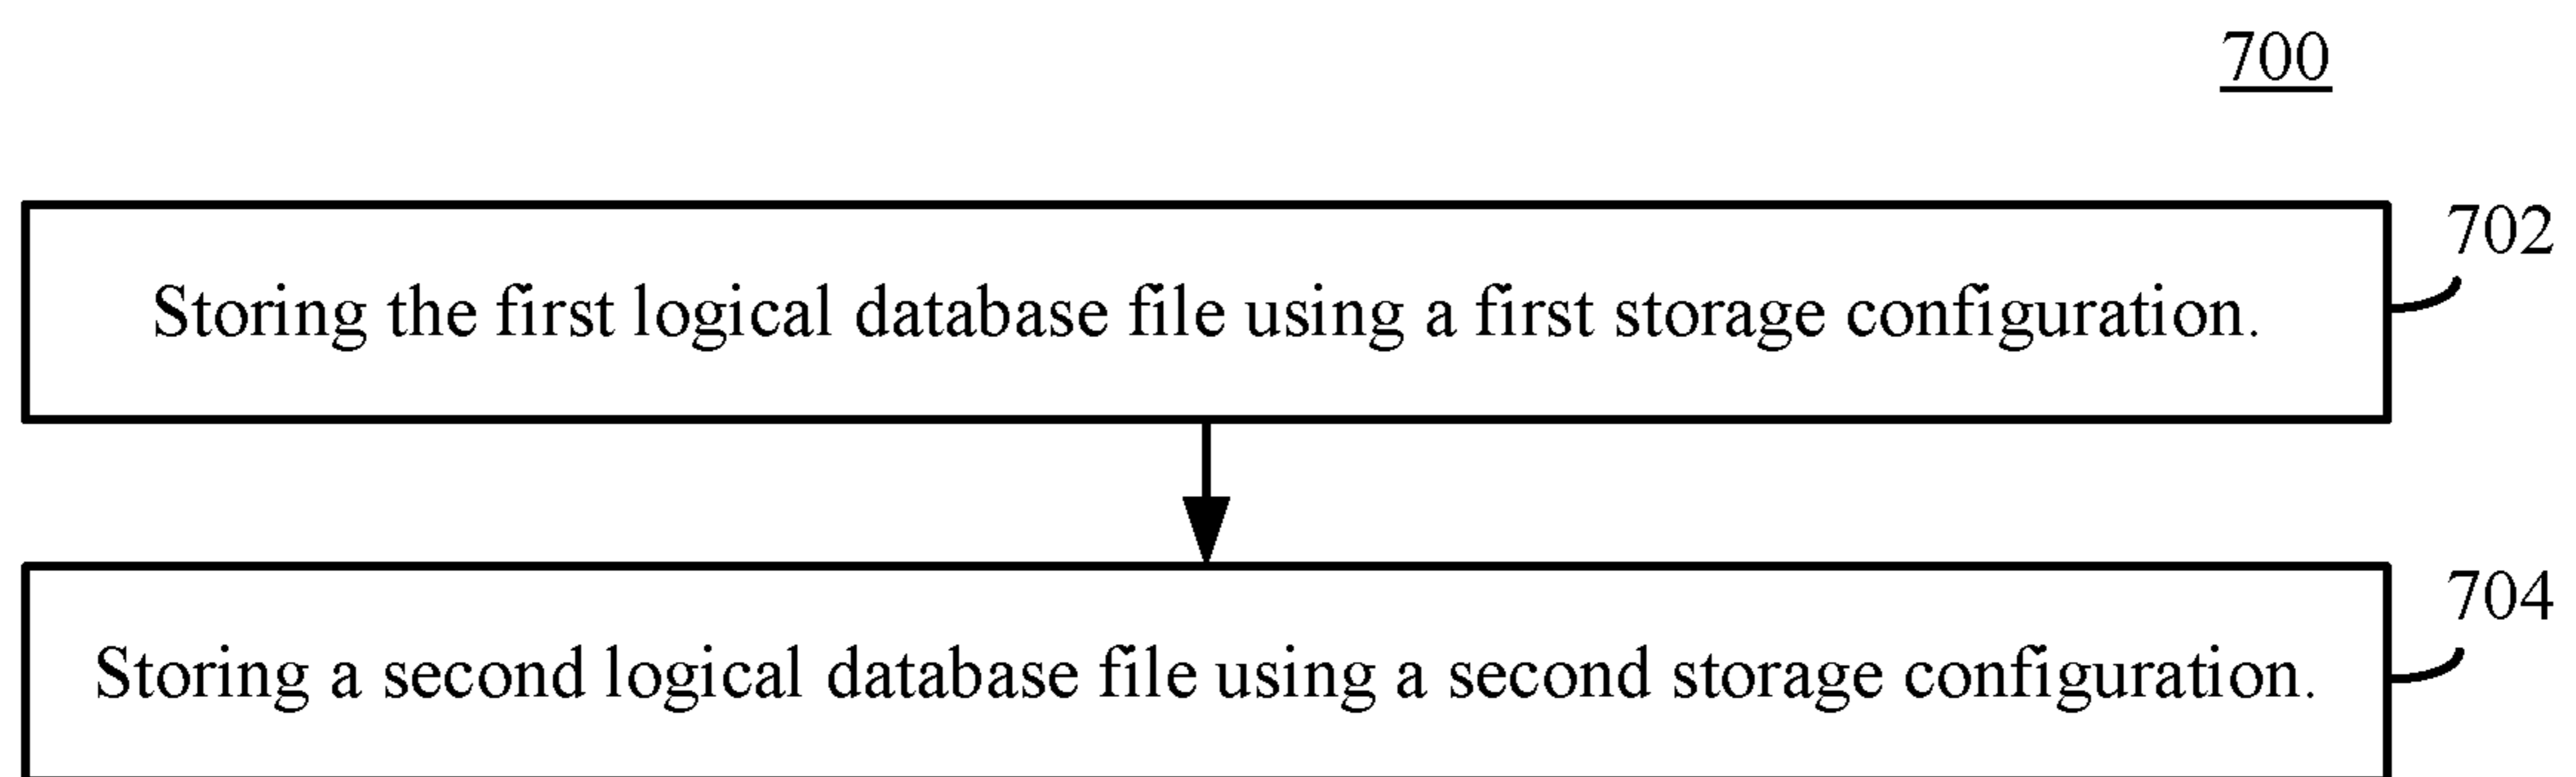 700
702
Storing the first logical database file using a first storage configuration.
704
Storing a second logical database file using a second storage configuration.